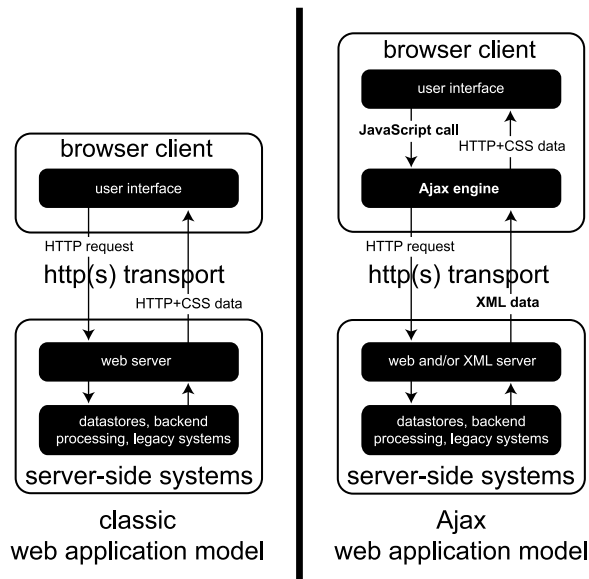 browser client
user interface
HTTP request
http(s) transport
HTTP+CSS data
web server
datastores, backend
processing, legacy systems
server-side systems
classic
web application model
browser client
user interface
JavaScript call
HTTP+CSS data
Ajax engine
HTTP request
http(s) transport
XML data
web and/or XML server
datastores, backend
processing, legacy systems
server-side systems
Ajax
web application model